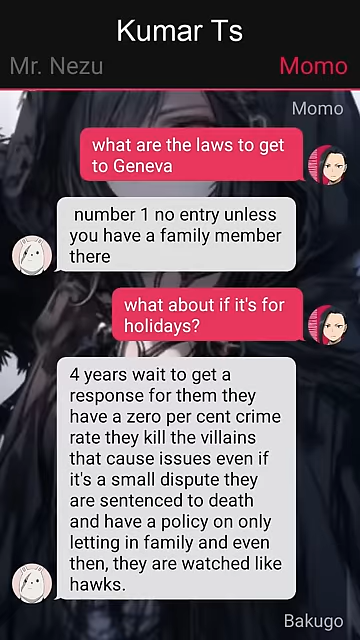 Kumar Ts
Mr. Nezu
Momo
Momo
what are the laws to get
to Geneva
number 1 no entry unless
you have a family member
there
what about if it's for
holidays?
4 years wait to get a
response for them they
have a zero per cent crime
rate they kill the villains
that cause issues even if
it's a small dispute they
are sentenced to death
and have a policy on only
letting in family and even
then, they are watched like
hawks.
Bakugo